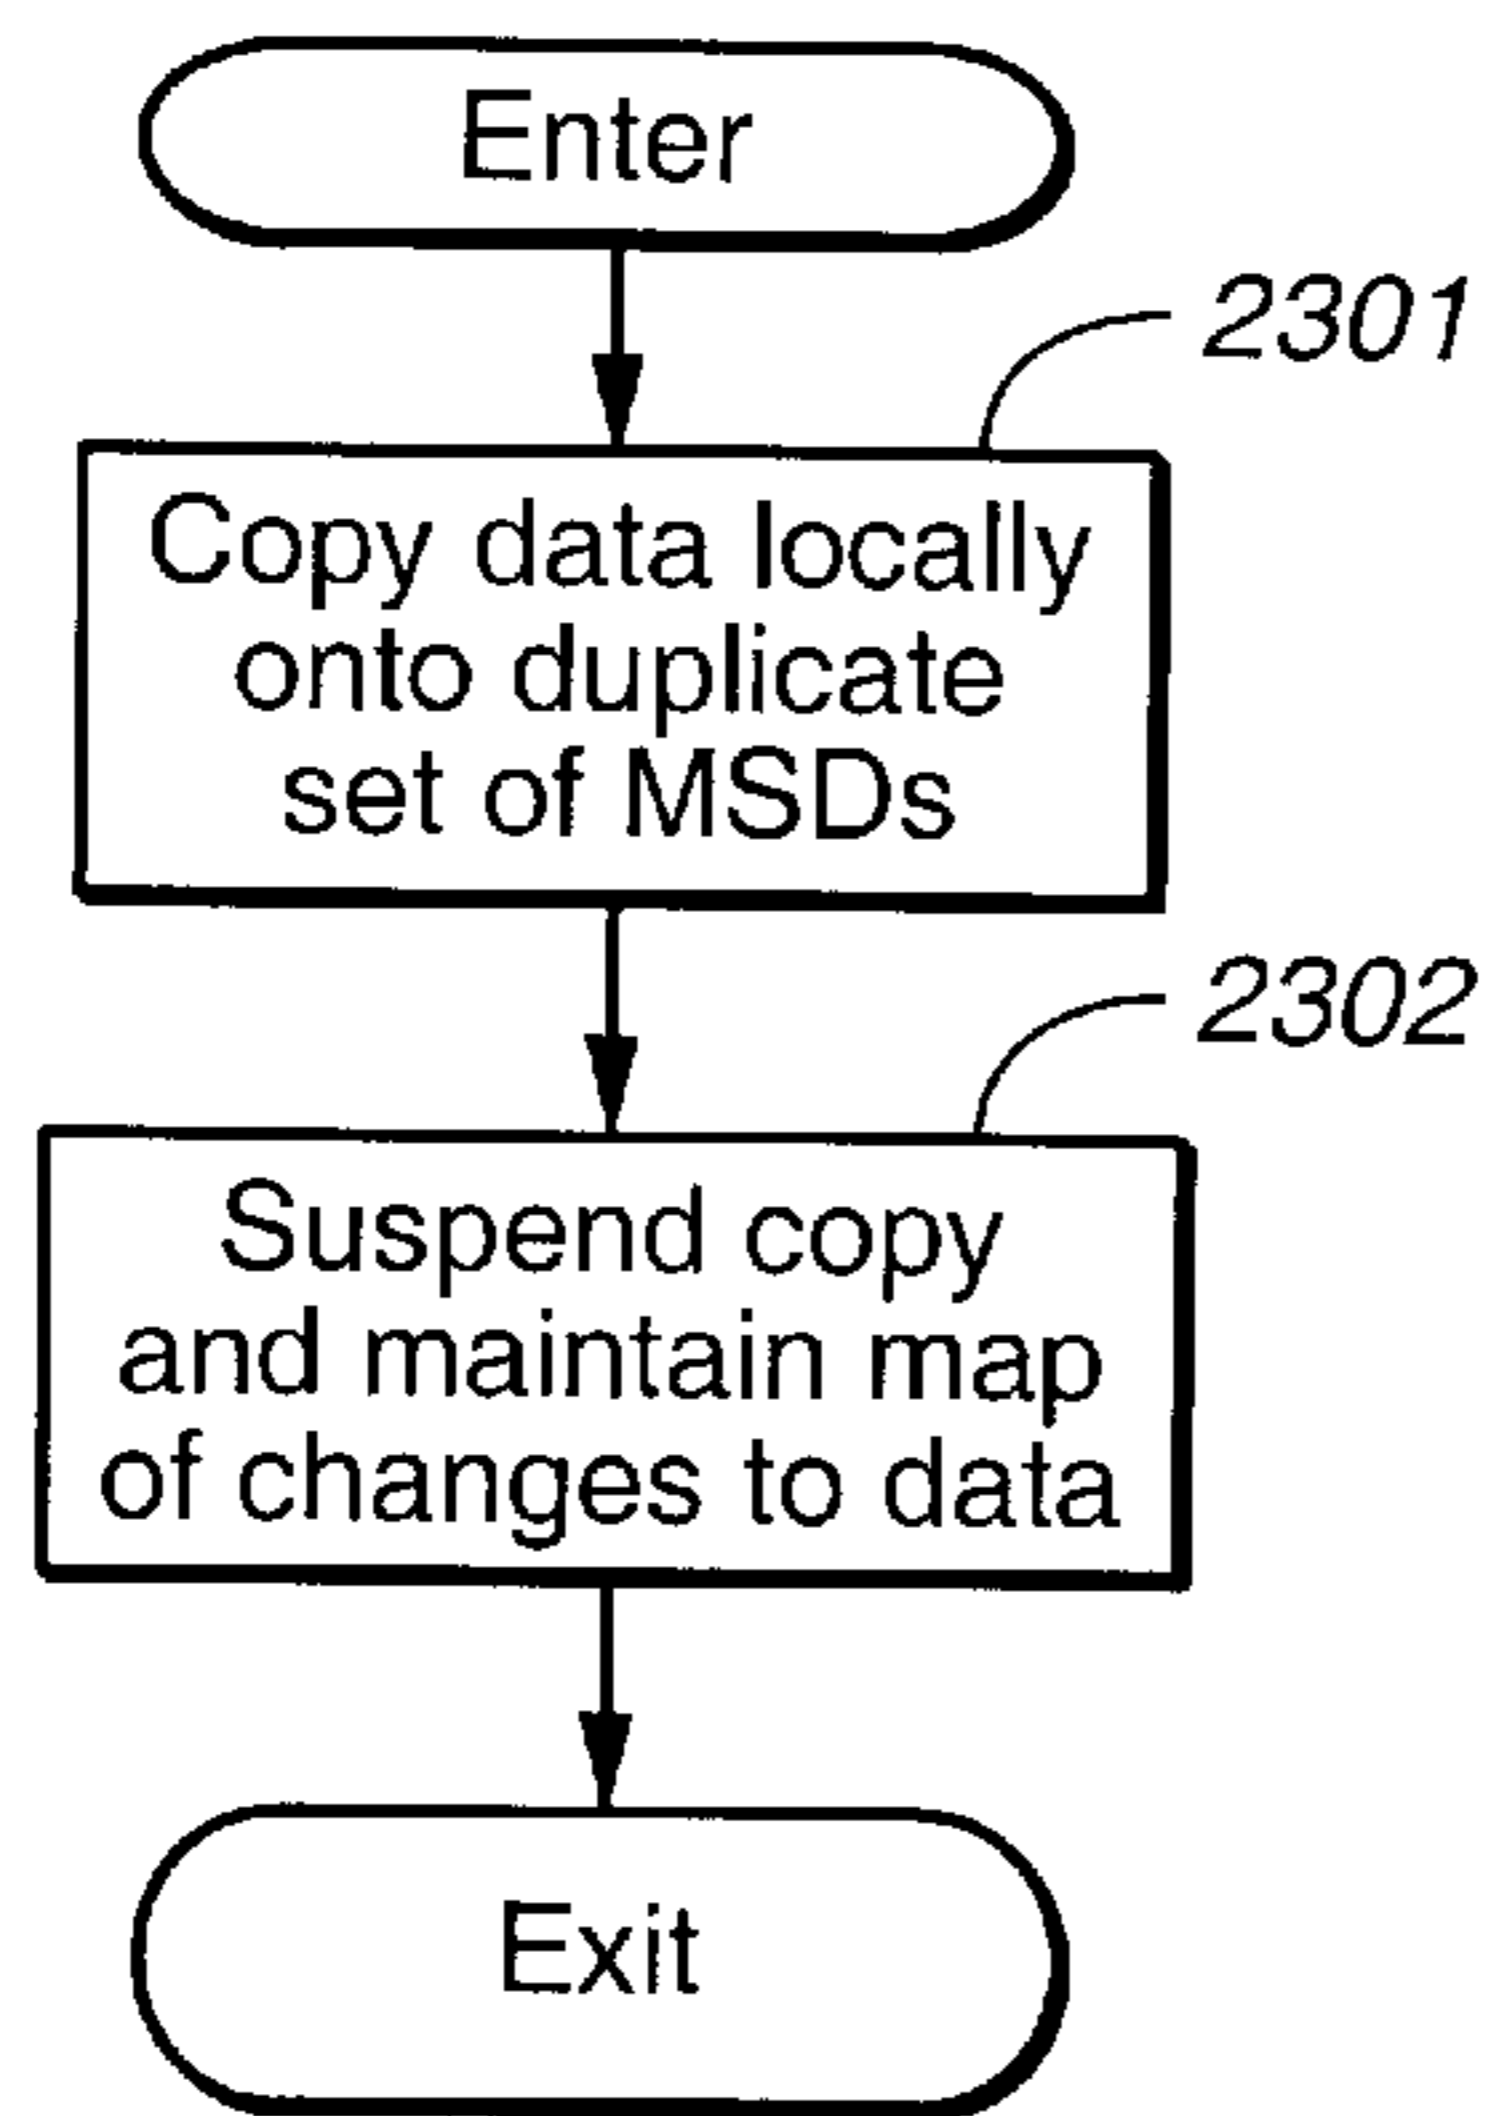 Enter
2301
Copy data locally
onto duplicate
set of MSDs
2302
Suspend copy
and maintain map
of changes to data
Exit